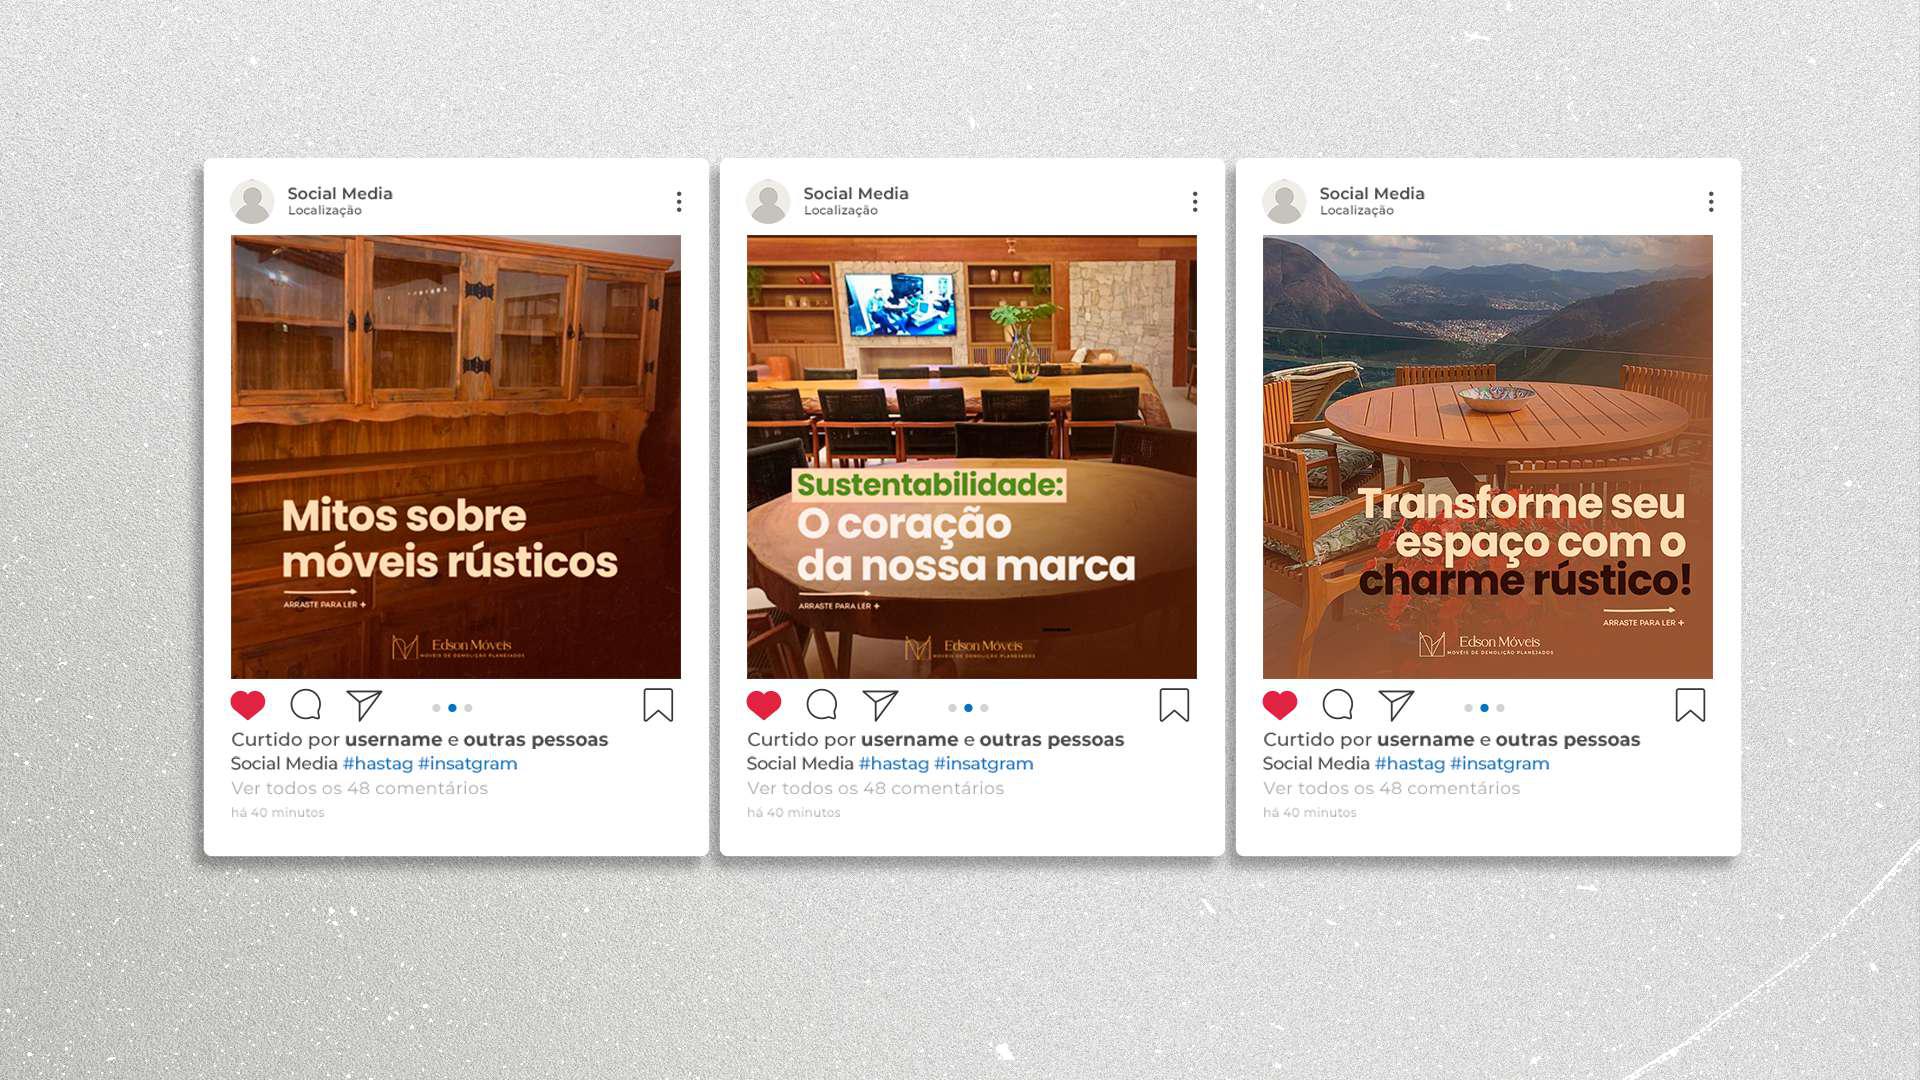 Social Media
Localização
Mitos sobre
móveis rústicos
ARRASTE PARA LER +
Edson Móveis
MÓVEIS DE DEMOLIÇÃO PLANEJADOS
Curtido por username e outras pessoas
Social Media #hastag #insatgram
Ver todos os 48 comentários
há 40 minutos
Social Media
Localização
Sustentabilidade:
O coração
da nossa marca
ARRASTE PARA LER +
Edson Móveis
MÓVEIS DE DEMOLIÇÃO PLANEJADOS
Curtido por username e outras pessoas
Social Media #hastag #insatgram
Ver todos os 48 comentários
há 40 minutos
Social Media
Localização
Transforme seu
espaço com o
charme rústico!
ARRASTE PARA LER +
Edson Móveis
MÓVEIS DE DEMOLIÇÃO PLANEJADOS
Curtido por username e outras pessoas
Social Media #hastag #insatgram
Ver todos os 48 comentários
há 40 minutos